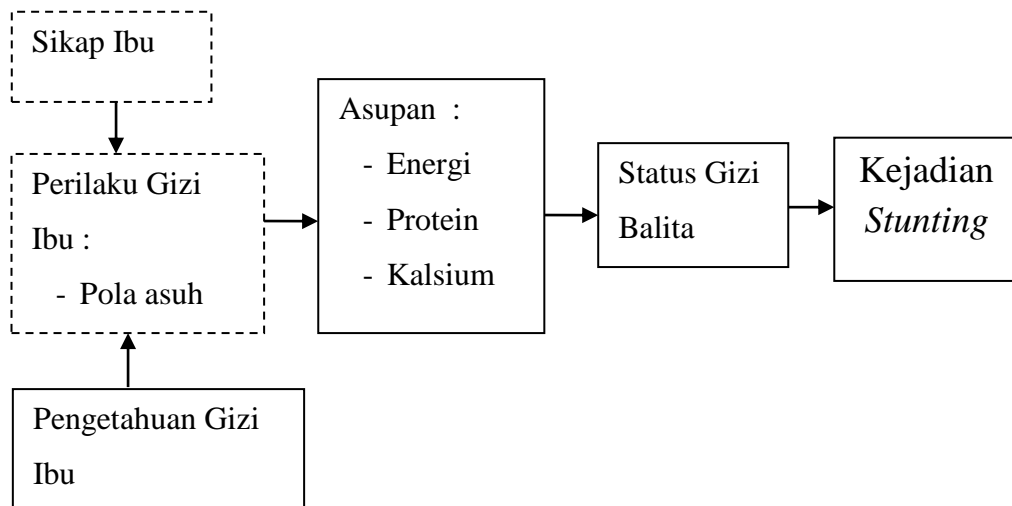 Sikap Ibu
Perilaku Gizi
Ibu :
- Pola asuh
Pengetahuan Gizi
Ibu
Asupan :
- Energi
- Protein
- Kalsium
Status Gizi
Balita
Kejadian
Stunting